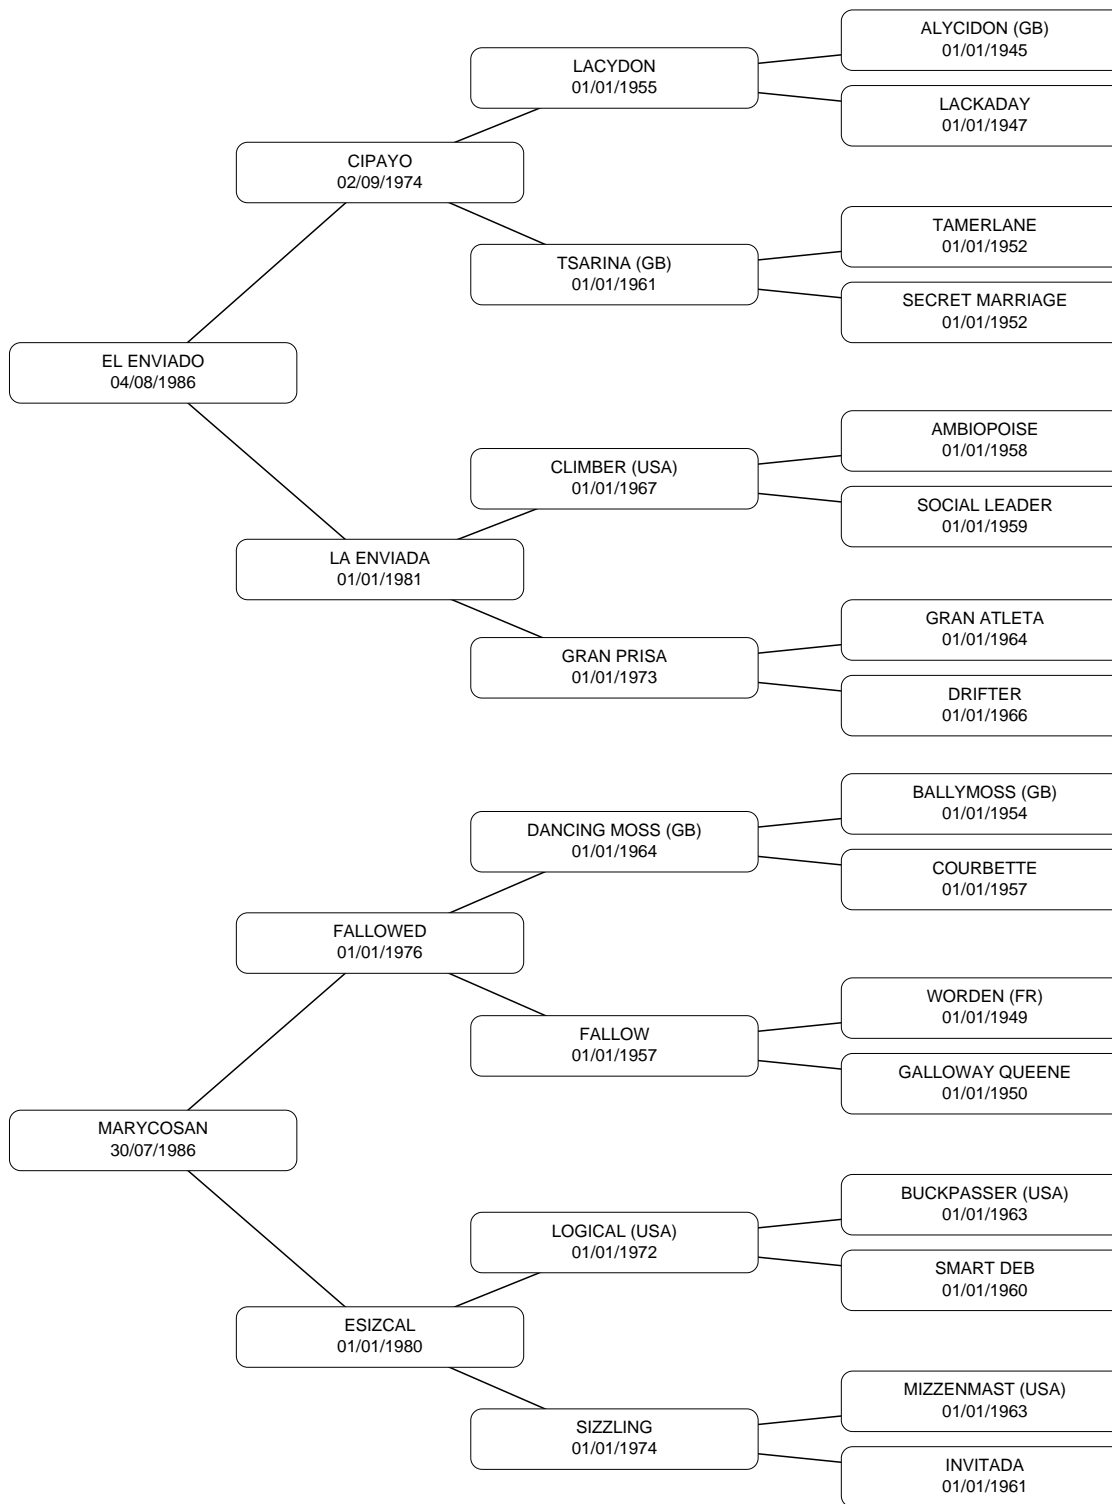 ALYCIDON (GB)
01/01/1945
LACYDON
01/01/1955
LACKADAY
01/01/1947
CIPAYO
02/09/1974
TAMERLANE
01/01/1952
TSARINA (GB)
01/01/1961
SECRET MARRIAGE
01/01/1952
EL ENVIADO
04/08/1986
AMBIOPOISE
01/01/1958
CLIMBER (USA)
01/01/1967
SOCIAL LEADER
01/01/1959
LA ENVIADA
01/01/1981
GRAN ATLETA
01/01/1964
GRAN PRISA
01/01/1973
DRIFTER
01/01/1966
BALLYMOSS (GB)
01/01/1954
DANCING MOSS (GB)
01/01/1964
COURBETTE
01/01/1957
FALLOWED
01/01/1976
WORDEN (FR)
01/01/1949
FALLOW
01/01/1957
GALLOWAY QUEENE
01/01/1950
MARYCOSAN
30/07/1986
BUCKPASSER (USA)
01/01/1963
LOGICAL (USA)
01/01/1972
SMART DEB
01/01/1960
ESIZCAL
01/01/1980
MIZZENMAST (USA)
01/01/1963
SIZZLING
01/01/1974
INVITADA
01/01/1961